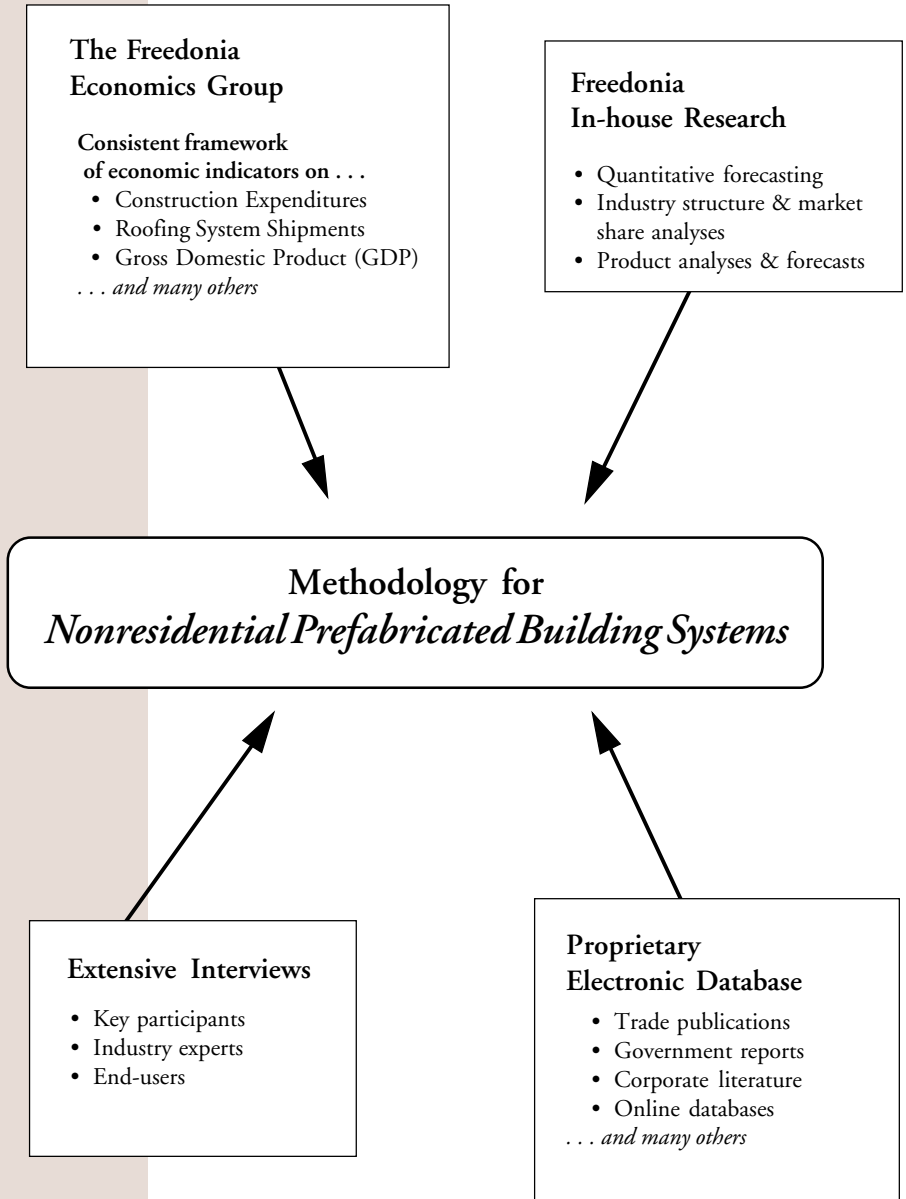 The Freedonia
Economics Group
Consistent framework
of economic indicators on . . .
• Construction Expenditures
• Roofing System Shipments
• Gross Domestic Product (GDP)
. . . and many others
Freedonia
In-house Research
• Quantitative forecasting
• Industry structure & market
share analyses
• Product analyses & forecasts
Methodology for
Nonresidential Prefabricated Building Systems
Extensive Interviews
• Key participants
• Industry experts
• End-users
Proprietary
Electronic Database
• Trade publications
• Government reports
• Corporate literature
• Online databases
. . . and many others